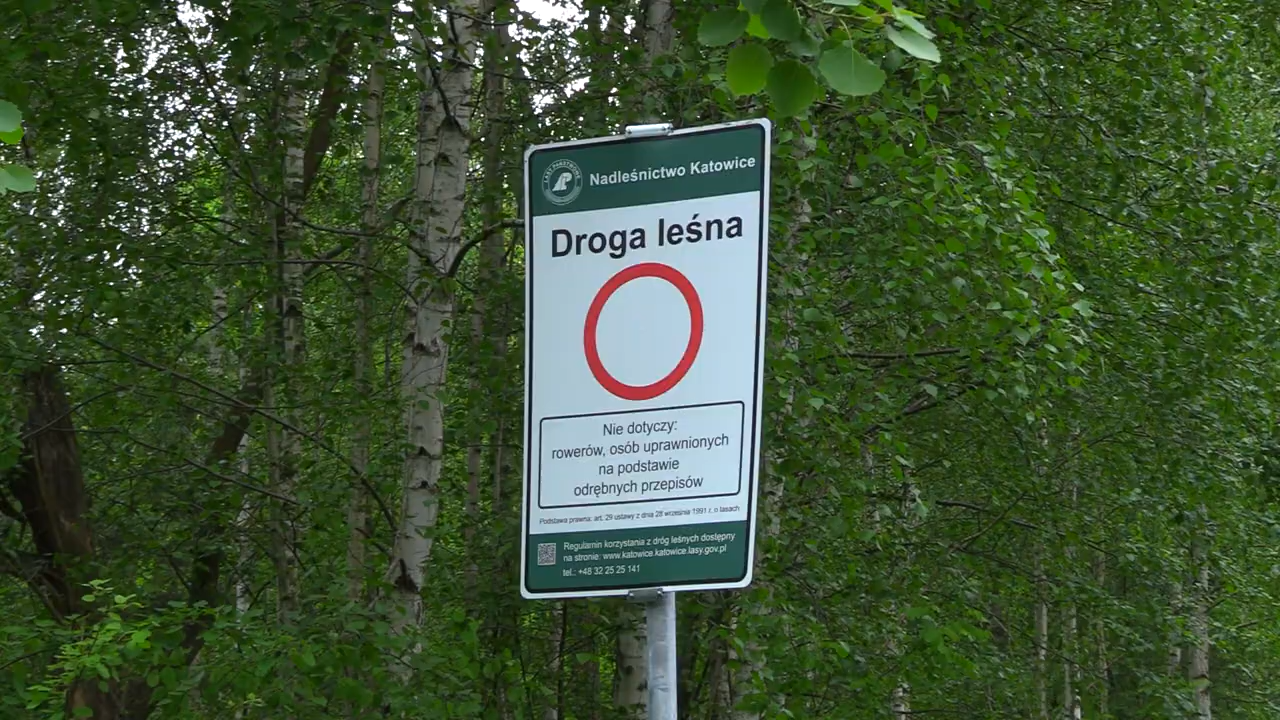 LASY PAŃSTWOWE
Nadleśnictwo Katowice
Droga leśna
Nie dotyczy:
rowerów, osób uprawnionych
na podstawie
odrębnych przepisów
Podstawa prawna: art. 29 ustawy z dnia 28 września 1991 r. o lasach
Regulamin korzystania z dróg leśnych dostępny
na stronie: www.katowice.katowice.lasy.gov.pl
tel.: +48 32 25 25 141